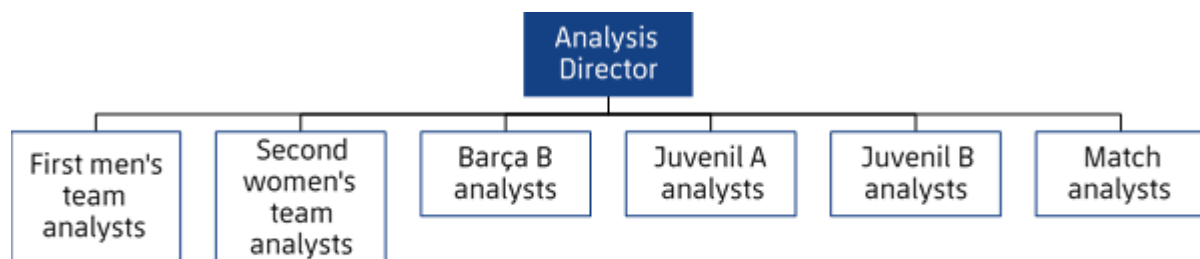 Analysis
Director
First men's
team
analysts
Second
women's
team
analysts
Barça B
analysts
Juvenil A
analysts
Juvenil B
analysts
Match
analysts